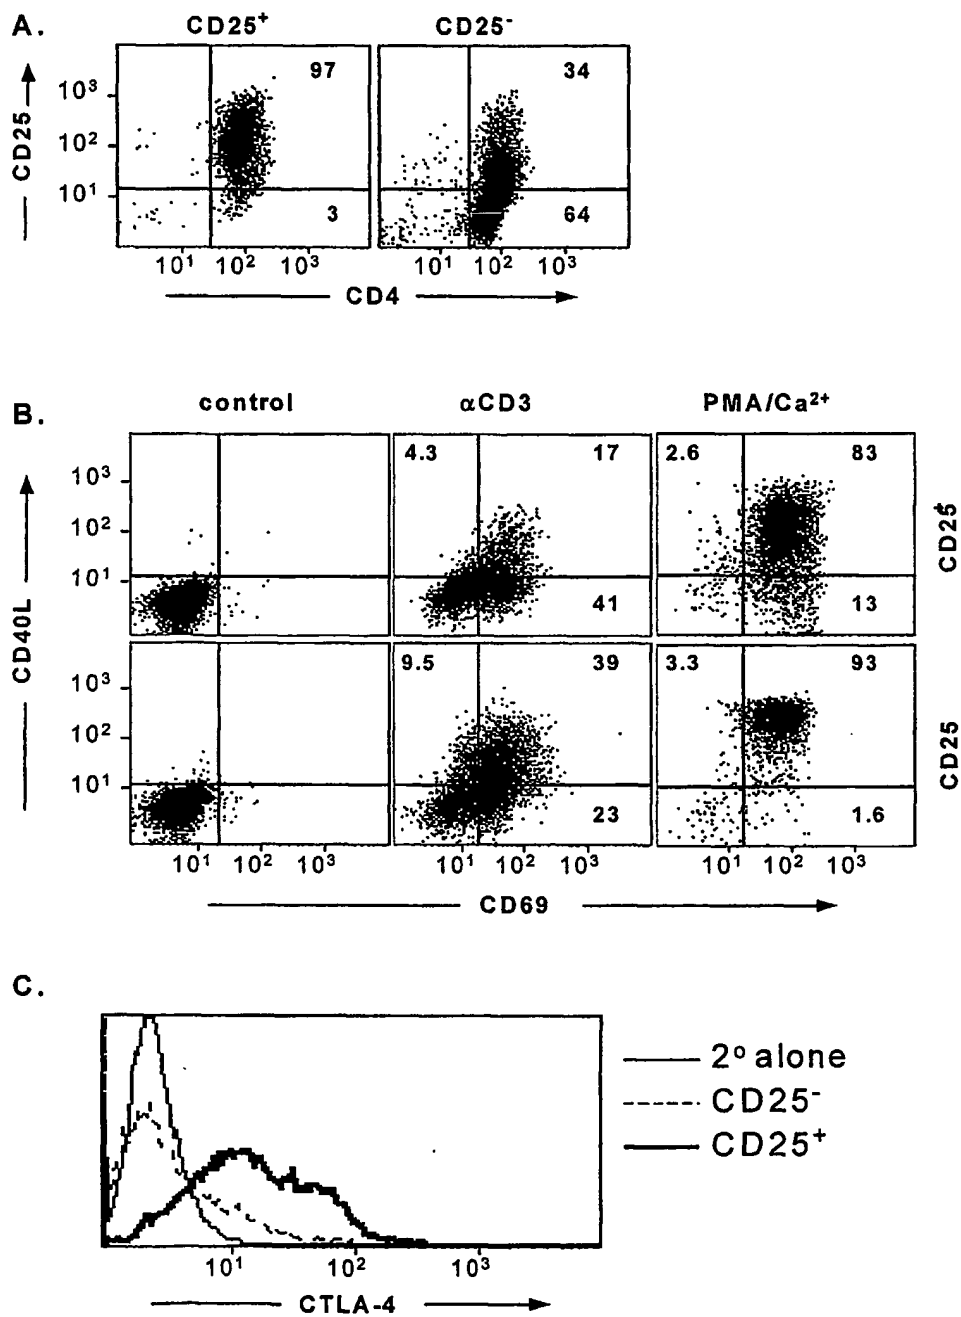 A.
CD25⁺ CD25⁻
97 34
10³
10²
10¹
3 64
CD25
10¹ 10² 10³ 10¹ 10² 10³
CD4
B.
control αCD3 PMA/Ca²⁺
4.3 17 2.6 83
10³
10²
10¹
41 13
CD25⁺
9.5 39 3.3 93
10³
10²
10¹
23 1.6
CD25
CD40L
10¹ 10² 10³ 10¹ 10² 10³ 10¹ 10² 10³
CD69
C.
2º alone
CD25⁻
CD25⁺
10¹ 10² 10³
CTLA-4